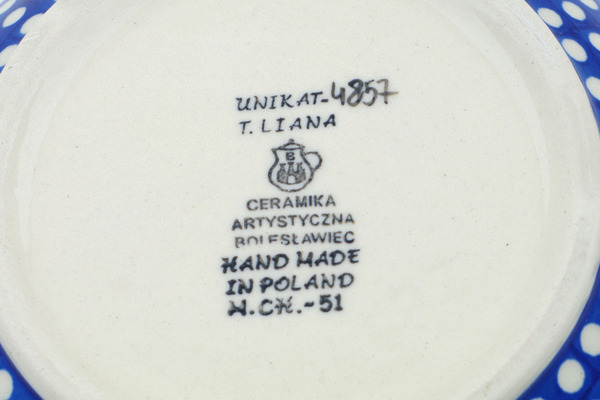 UNIKAT-4857
T. LIANA
B
CERAMIKA
ARTYSTYCZNA
BOLESŁAWIEC
HAND MADE
IN POLAND
W.CH.-51